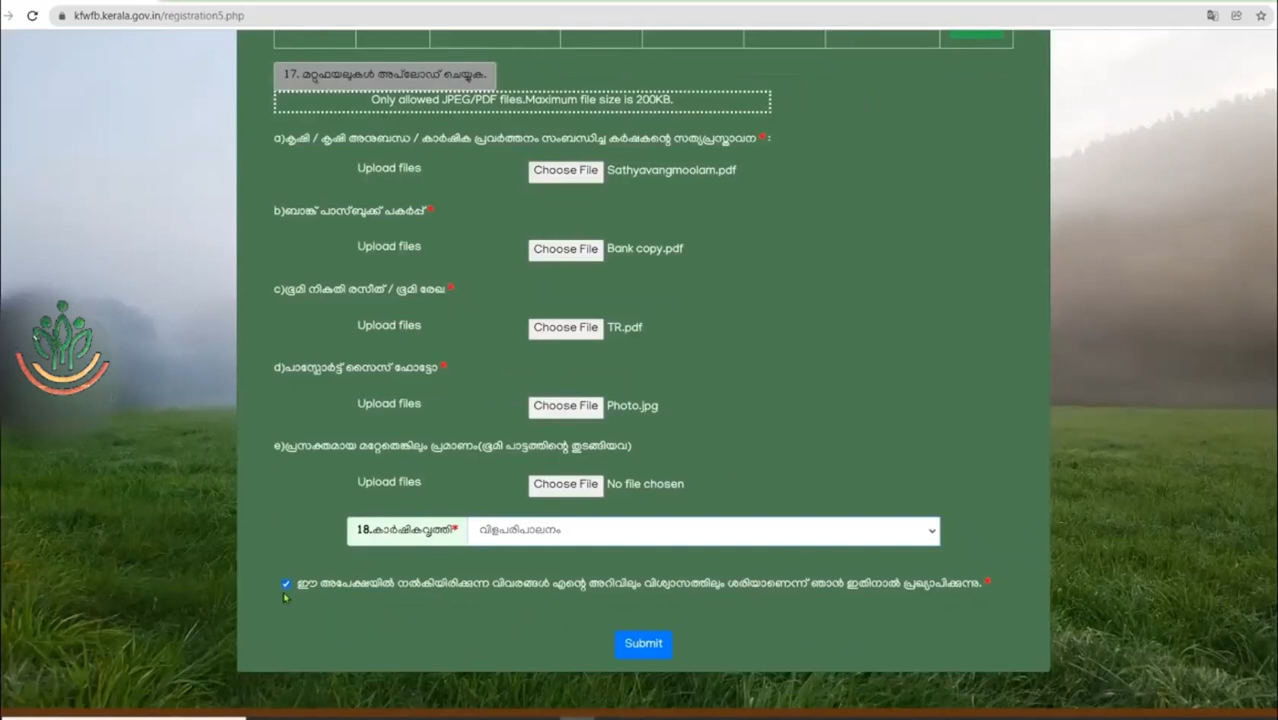 kfwfb.kerala.gov.in/registration5.php
17. മറ്റുഫയലുകൾ അപ്‌ലോഡ് ചെയ്യുക.
Only allowed JPEG/PDF files.Maximum file size is 200KB.
a)കൃഷി / കൃഷി അനുബന്ധ / കാർഷിക പ്രവർത്തനം സംബന്ധിച്ച കർഷകന്റെ സത്യപ്രസ്താവന * :
Upload files Choose File Sathyavangmoolam.pdf
b)ബാങ്ക് പാസ്ബുക്ക് പകർപ്പ് *
Upload files Choose File Bank copy.pdf
c)ഭൂമി നികുതി രസീത് / ഭൂമി രേഖ *
Upload files Choose File TR.pdf
d)പാസ്പോർട്ട് സൈസ് ഫോട്ടോ *
Upload files Choose File Photo.jpg
e)പ്രസക്തമായ മറ്റേതെങ്കിലും പ്രമാണം(ഭൂമി പാട്ടത്തിന്റെ തുടങ്ങിയവ)
Upload files Choose File No file chosen
18.കാർഷികവൃത്തി* വിളപരിപാലനം
ഈ അപേക്ഷയിൽ നൽകിയിരിക്കുന്ന വിവരങ്ങൾ എന്റെ അറിവിലും വിശ്വാസത്തിലും ശരിയാണെന്ന് ഞാൻ ഇതിനാൽ പ്രഖ്യാപിക്കുന്നു. *
Submit